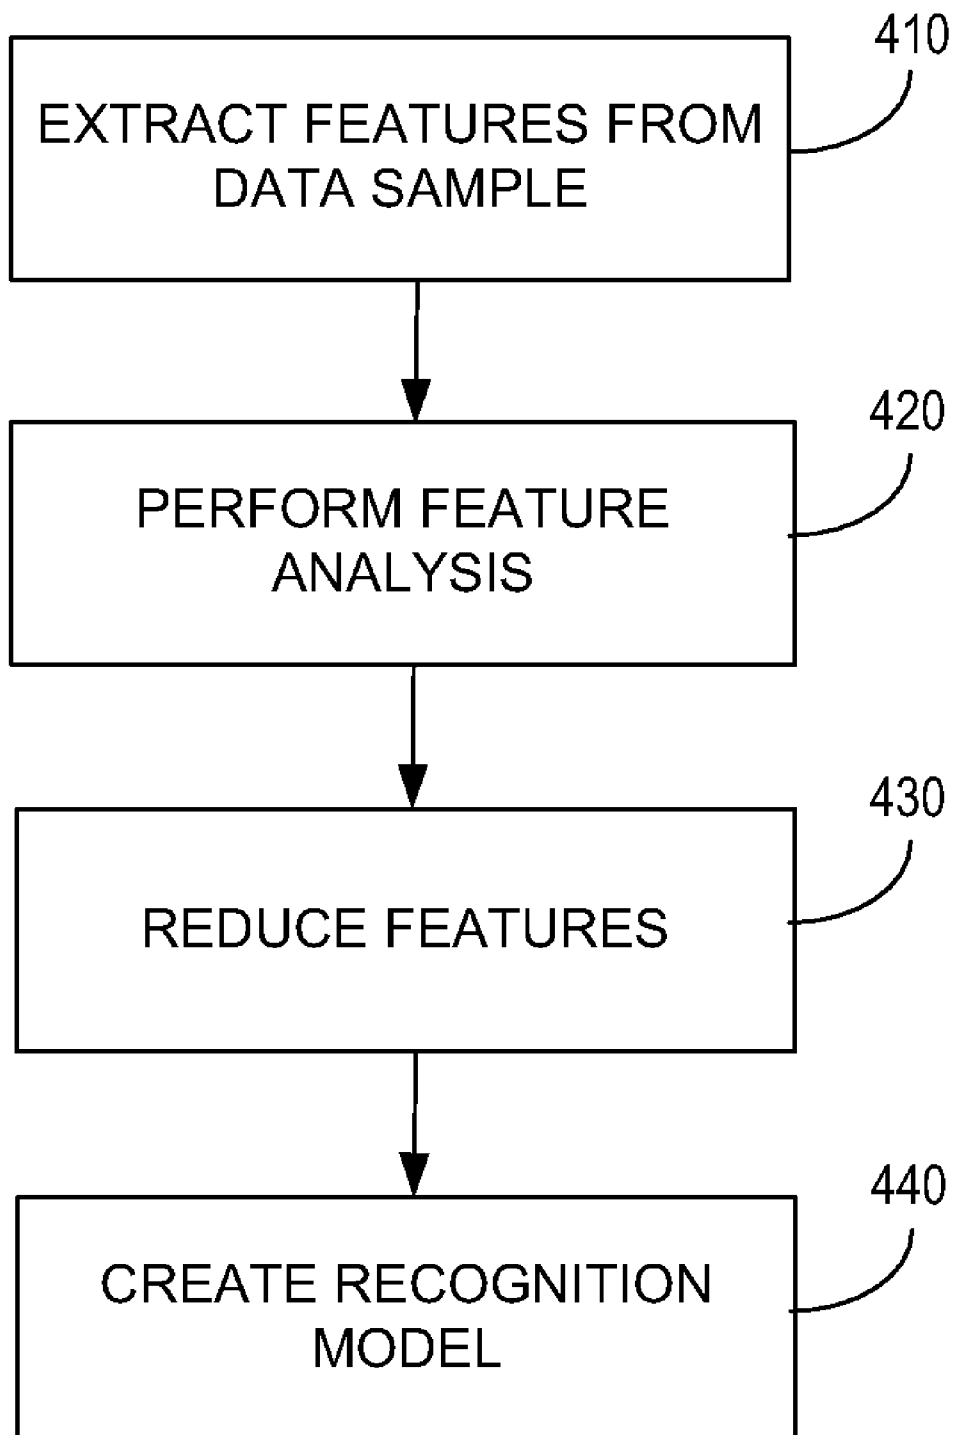 410
EXTRACT FEATURES FROM
DATA SAMPLE
420
PERFORM FEATURE
ANALYSIS
430
REDUCE FEATURES
440
CREATE RECOGNITION
MODEL